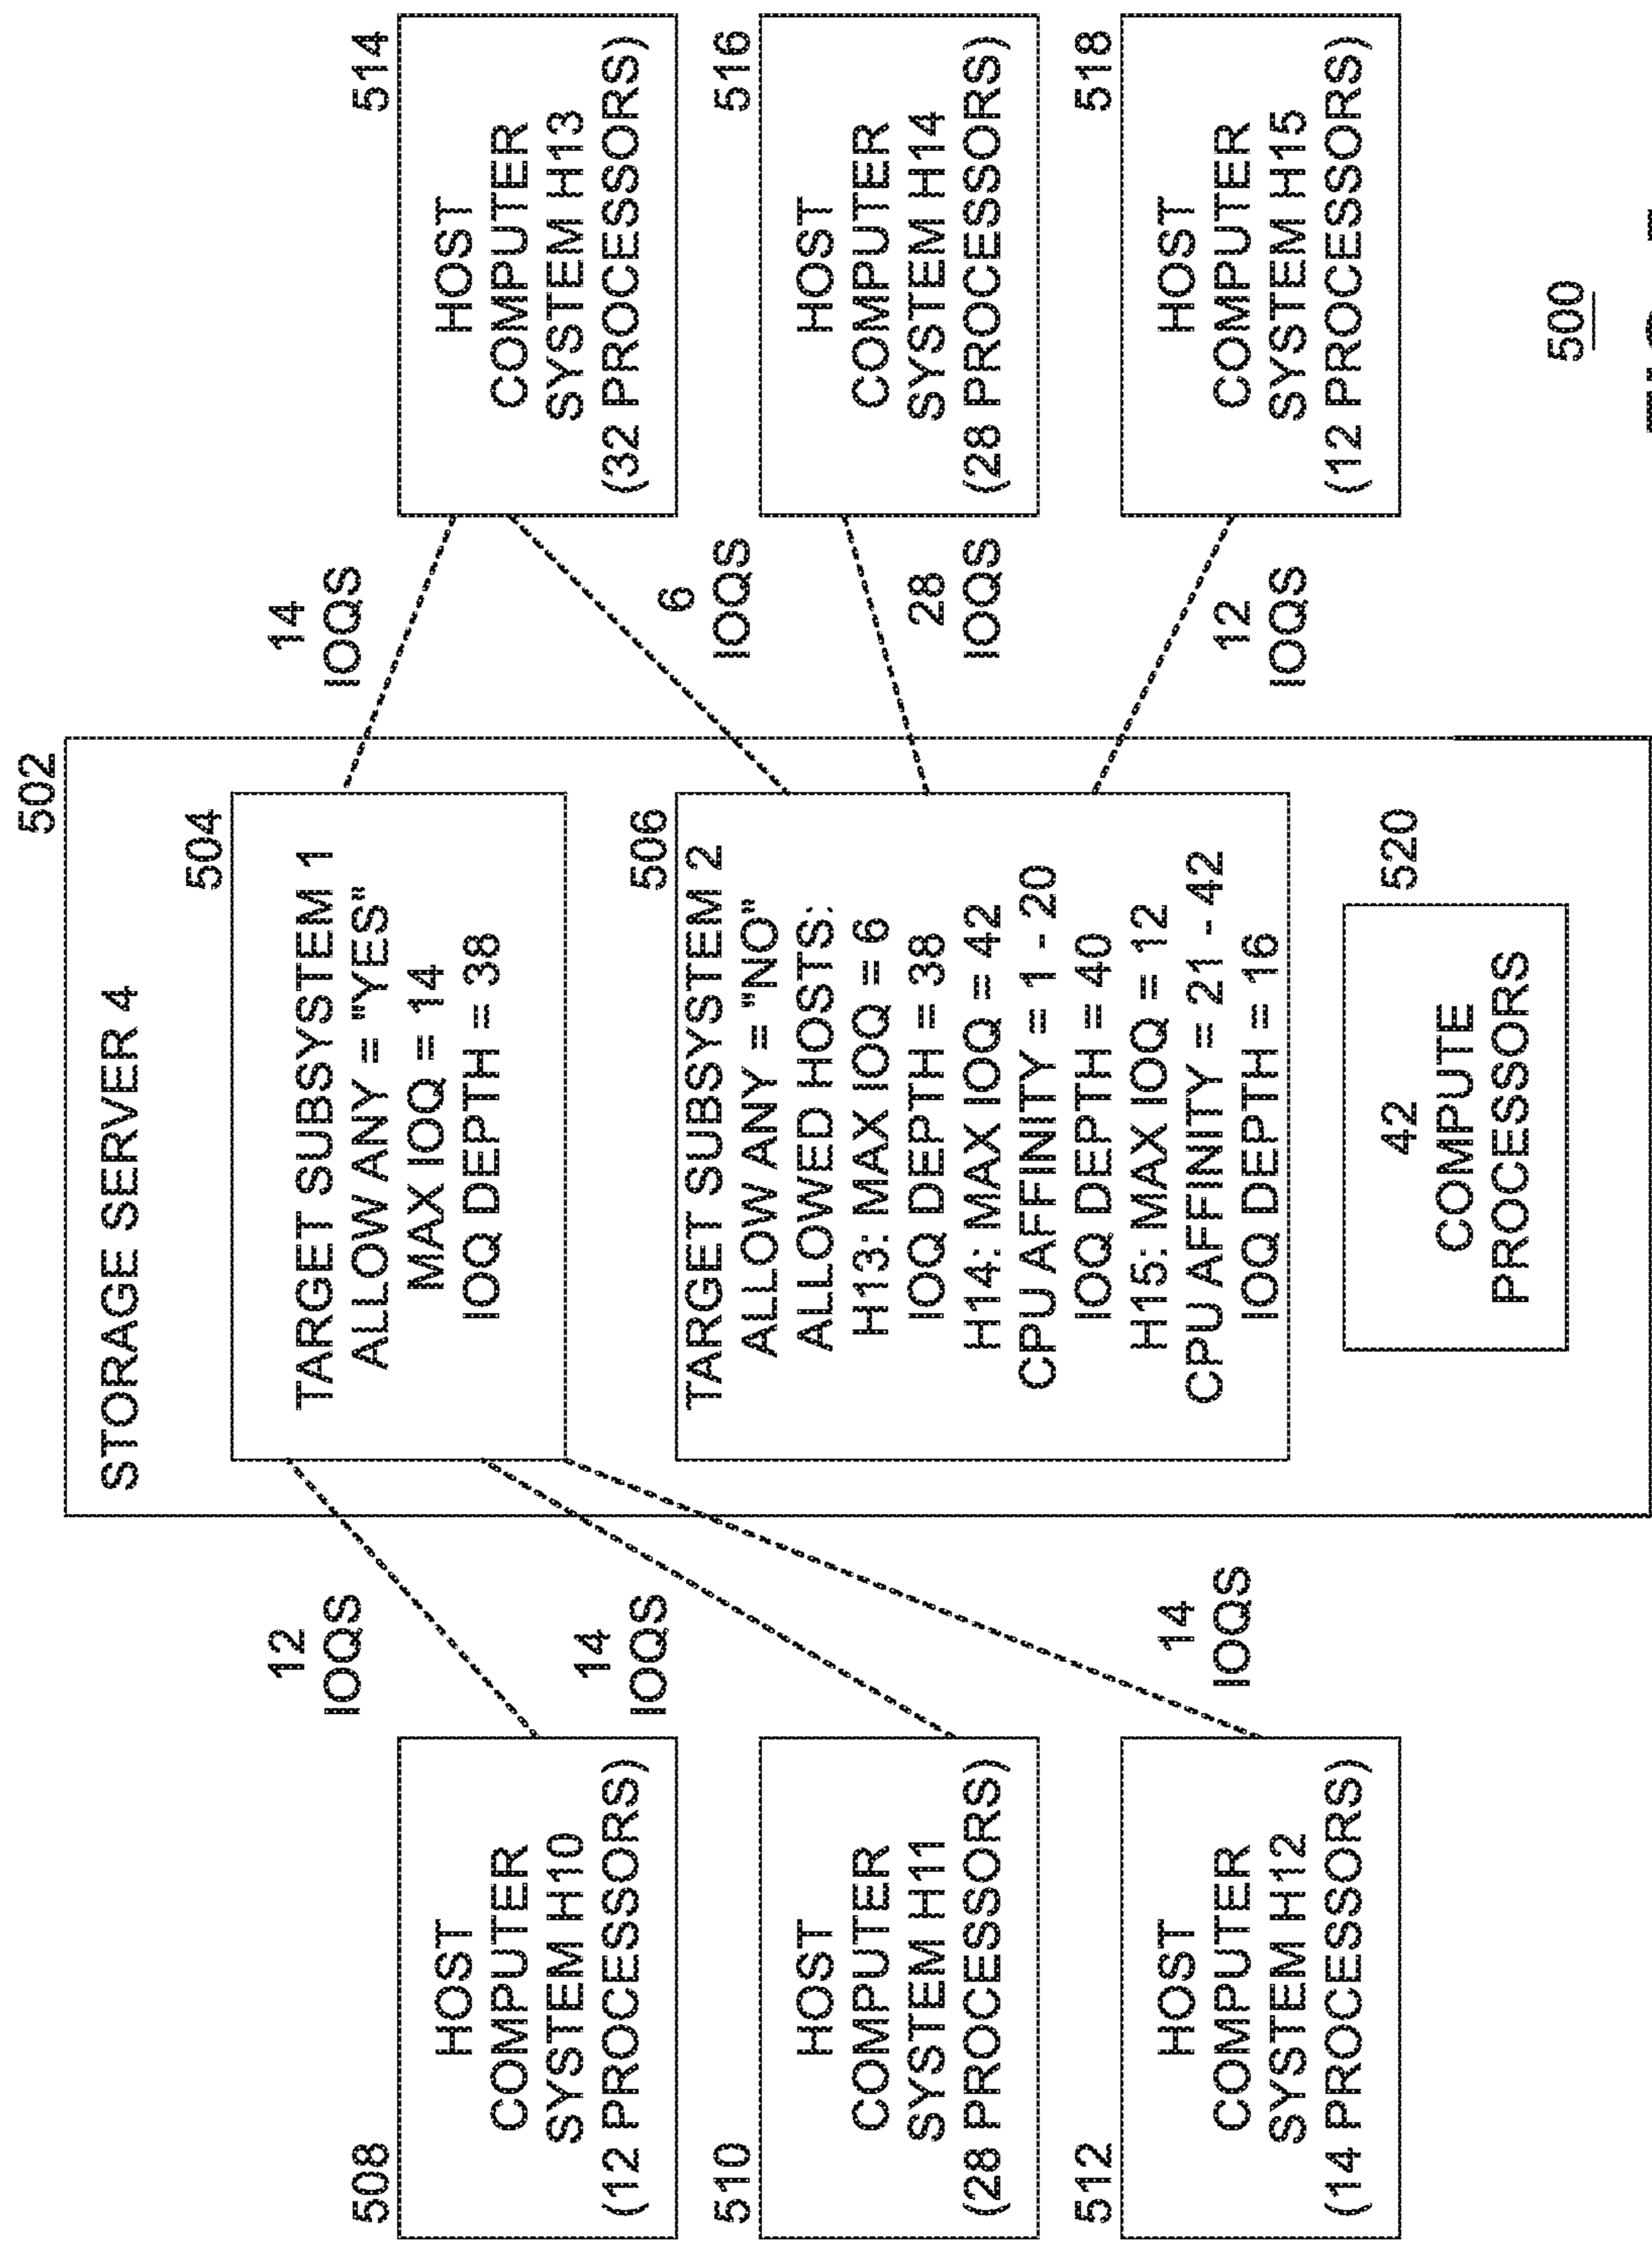 502
STORAGE SERVER 4
504
TARGET SUBSYSTEM 1
ALLOW ANY = "YES"
MAX IOQ = 14
IOQ DEPTH = 38
506
TARGET SUBSYSTEM 2
ALLOW ANY = "NO"
ALLOWED HOSTS:
H13: MAX IOQ = 6
IOQ DEPTH = 38
H14: MAX IOQ = 42
CPU AFFINITY = 1 - 20
IOQ DEPTH = 40
H15: MAX IOQ = 12
CPU AFFINITY = 21 - 42
IOQ DEPTH = 16
520
42
COMPUTE
PROCESSORS
508
HOST
COMPUTER
SYSTEM H10
(12 PROCESSORS)
12
IOQS
510
HOST
COMPUTER
SYSTEM H11
(28 PROCESSORS)
14
IOQS
512
HOST
COMPUTER
SYSTEM H12
(14 PROCESSORS)
14
IOQS
514
HOST
COMPUTER
SYSTEM H13
(32 PROCESSORS)
14
IOQS
6
IOQS
516
HOST
COMPUTER
SYSTEM H14
(28 PROCESSORS)
28
IOQS
518
HOST
COMPUTER
SYSTEM H15
(12 PROCESSORS)
12
IOQS
500